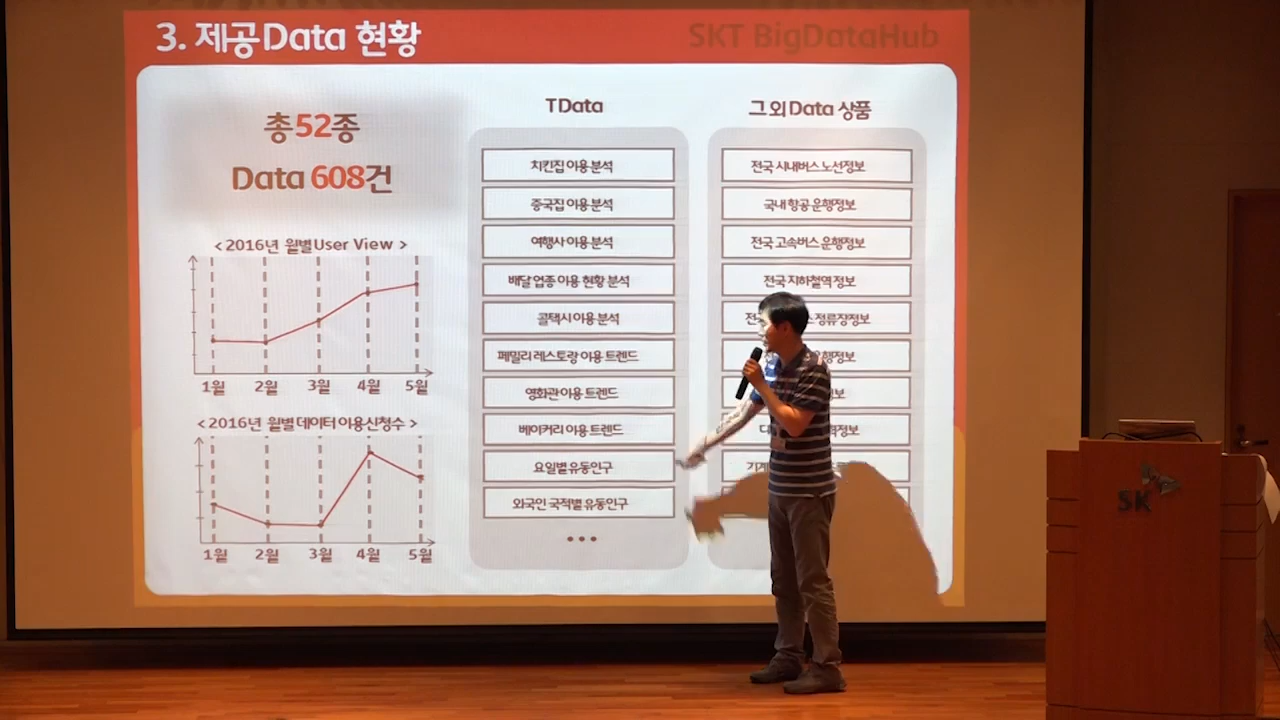 3. 제공Data 현황
SKT BigDataHub
총52종
Data 608건
< 2016년 월별User View >
1월 2월 3월 4월 5월
< 2016년 월별 데이터 이용신청수 >
1월 2월 3월 4월 5월
TData
치킨집 이용 분석
중국집 이용 분석
여행사 이용 분석
배달 업종 이용 현황 분석
콜택시 이용 분석
페밀리 레스토랑 이용 트렌드
영화관 이용 트렌드
베이커리 이용 트렌드
요일별 유동인구
외국인 국적별 유동인구
•••
그 외 Data 상품
전국 시내버스 노선정보
국내 항공 운행정보
전국 고속버스 운행정보
전국 지하철역 정보
정류장정보
운행정보
SK